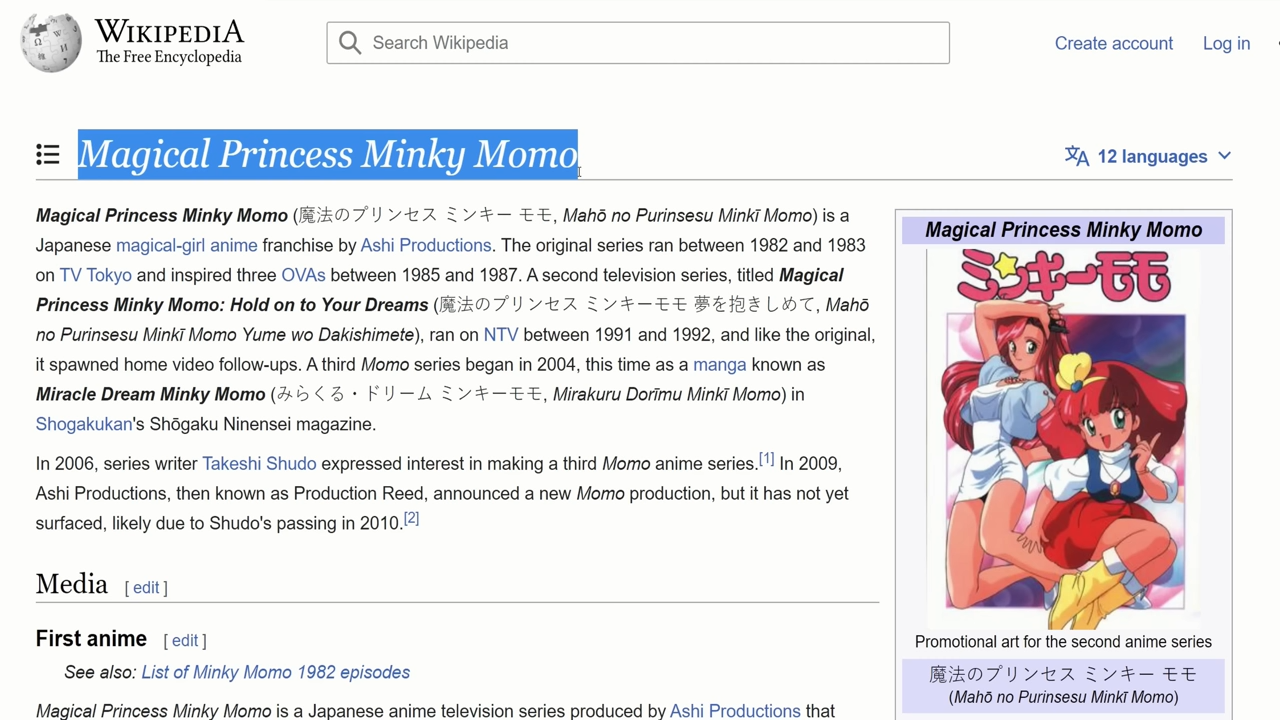 WIKIPEDIA
The Free Encyclopedia
Search Wikipedia
Create account
Log in
Magical Princess Minky Momo
12 languages
Magical Princess Minky Momo (魔法のプリンセス ミンキー モモ, Mahō no Purinsesu Minkī Momo) is a
Japanese magical-girl anime franchise by Ashi Productions. The original series ran between 1982 and 1983
on TV Tokyo and inspired three OVAs between 1985 and 1987. A second television series, titled Magical
Princess Minky Momo: Hold on to Your Dreams (魔法のプリンセス ミンキーモモ 夢を抱きしめて, Mahō
no Purinsesu Minkī Momo Yume wo Dakishimete), ran on NTV between 1991 and 1992, and like the original,
it spawned home video follow-ups. A third Momo series began in 2004, this time as a manga known as
Miracle Dream Minky Momo (みらくる・ドリーム ミンキーモモ, Mirakuru Dorīmu Minkī Momo) in
Shogakukan's Shōgaku Ninensei magazine.
In 2006, series writer Takeshi Shudo expressed interest in making a third Momo anime series.[1] In 2009,
Ashi Productions, then known as Production Reed, announced a new Momo production, but it has not yet
surfaced, likely due to Shudo's passing in 2010.[2]
Media [ edit ]
First anime [ edit ]
See also: List of Minky Momo 1982 episodes
Magical Princess Minky Momo is a Japanese anime television series produced by Ashi Productions that
Magical Princess Minky Momo
ミンキーモモ
Promotional art for the second anime series
魔法のプリンセス ミンキー モモ
(Mahō no Purinsesu Minkī Momo)